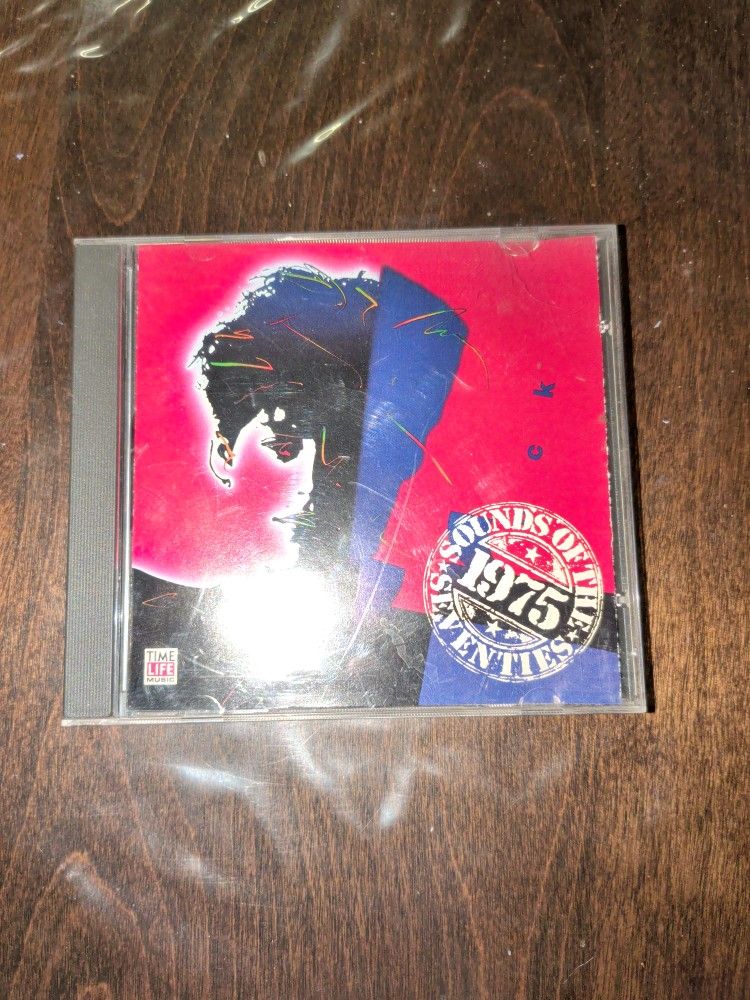 k
c
SOUNDS OF THE
1975
SEVENTIES
TIME
LIFE
MUSIC